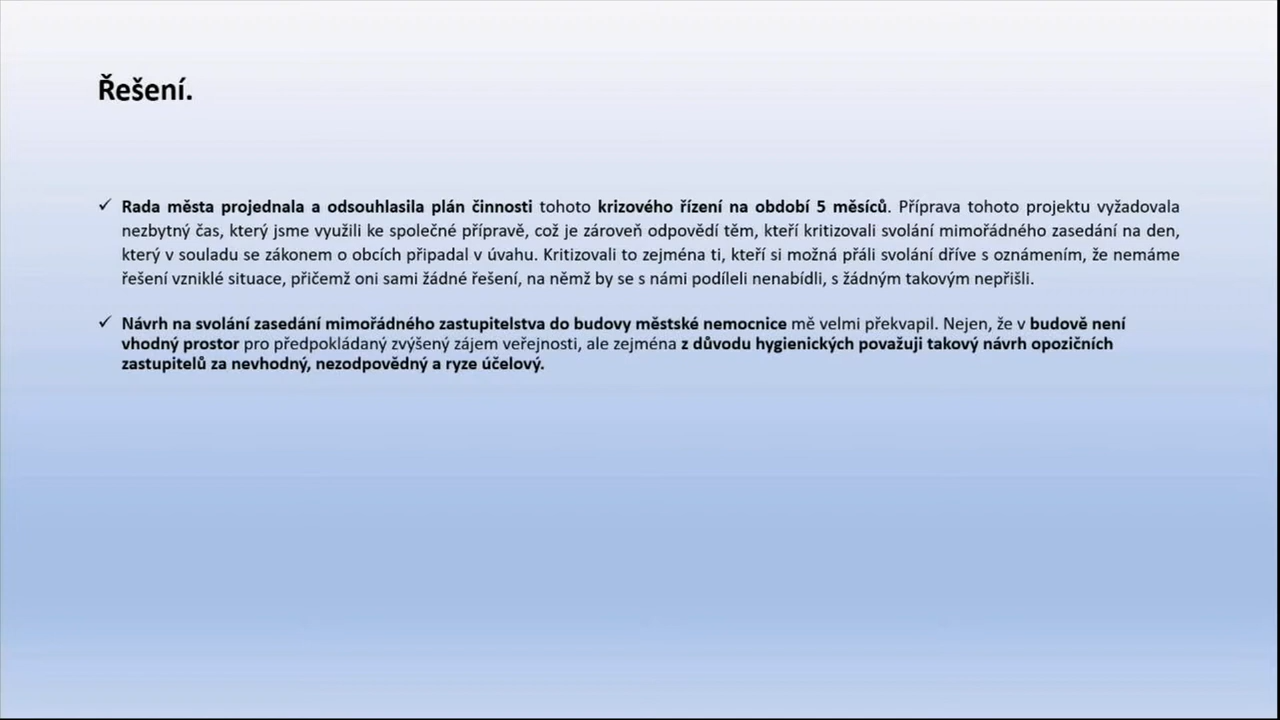 Řešení.
✓ Rada města projednala a odsouhlasila plán činnosti tohoto krizového řízení na období 5 měsíců. Příprava tohoto projektu vyžadovala
nezbytný čas, který jsme využili ke společné přípravě, což je zároveň odpovědí těm, kteří kritizovali svolání mimořádného zasedání na den,
který v souladu se zákonem o obcích připadal v úvahu. Kritizovali to zejména ti, kteří si možná přáli svolání dříve s oznámením, že nemáme
řešení vzniklé situace, přičemž oni sami žádné řešení, na němž by se s námi podíleli nenabídli, s žádným takovým nepřišli.
✓ Návrh na svolání zasedání mimořádného zastupitelstva do budovy městské nemocnice mě velmi překvapil. Nejen, že v budově není
vhodný prostor pro předpokládaný zvýšený zájem veřejnosti, ale zejména z důvodu hygienických považuji takový návrh opozičních
zastupitelů za nevhodný, nezodpovědný a ryze účelový.